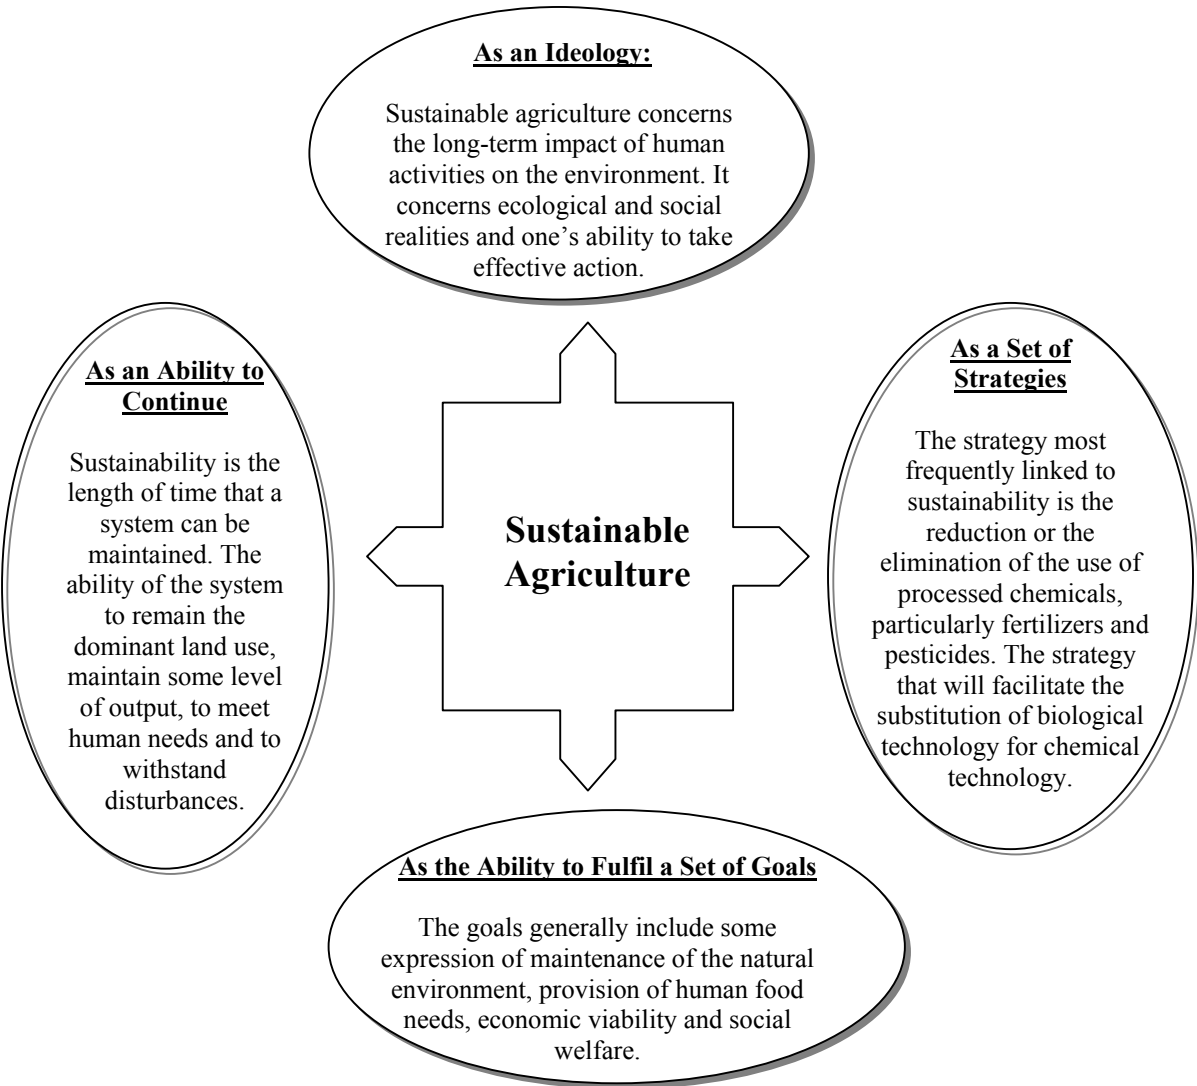 As an Ideology:
Sustainable agriculture concerns
the long-term impact of human
activities on the environment. It
concerns ecological and social
realities and one's ability to take
effective action.
As an Ability to
Continue
Sustainability is the
length of time that a
system can be
maintained. The
ability of the system
to remain the
dominant land use,
maintain some level
of output, to meet
human needs and to
withstand
disturbances.
Sustainable
Agriculture
As a Set of
Strategies
The strategy most
frequently linked to
sustainability is the
reduction or the
elimination of the use of
processed chemicals,
particularly fertilizers and
pesticides. The strategy
that will facilitate the
substitution of biological
technology for chemical
technology.
As the Ability to Fulfil a Set of Goals
The goals generally include some
expression of maintenance of the natural
environment, provision of human food
needs, economic viability and social
welfare.